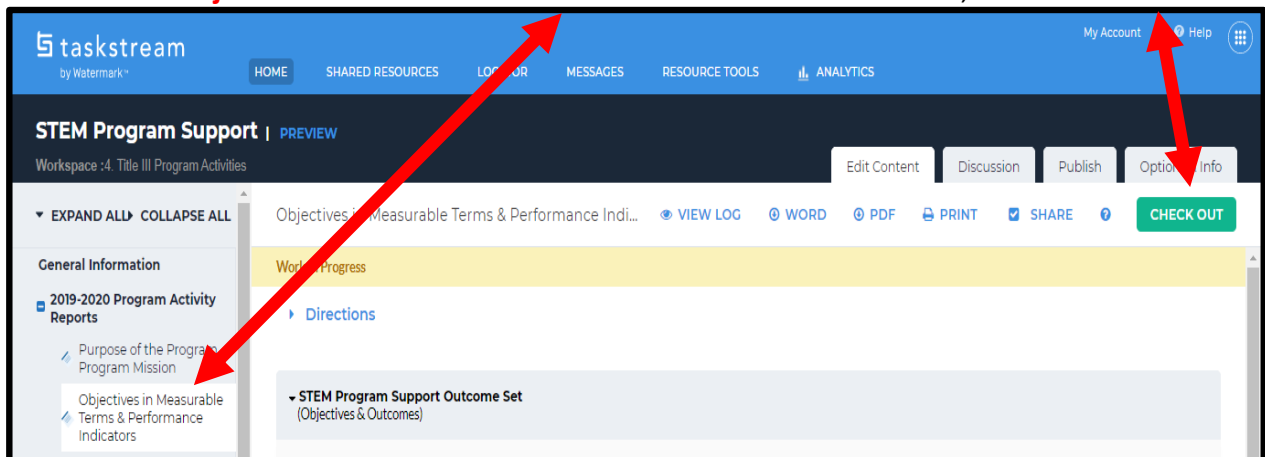 taskstream
by Watermark™
My Account
Help
HOME SHARED RESOURCES MESSAGES RESOURCE TOOLS ANALYTICS
STEM Program Support | PREVIEW
Workspace :4. Title III Program Activities
Edit Content Discussion Publish Info
EXPAND ALL COLLAPSE ALL
Objectives in Measurable Terms & Performance Indi... VIEW LOG WORD PDF PRINT SHARE ? CHECK OUT
General Information
Progress
2019-2020 Program Activity
Reports
Directions
Purpose of the Program
Program Mission
Objectives in Measurable
Terms & Performance
Indicators
STEM Program Support Outcome Set
(Objectives & Outcomes)